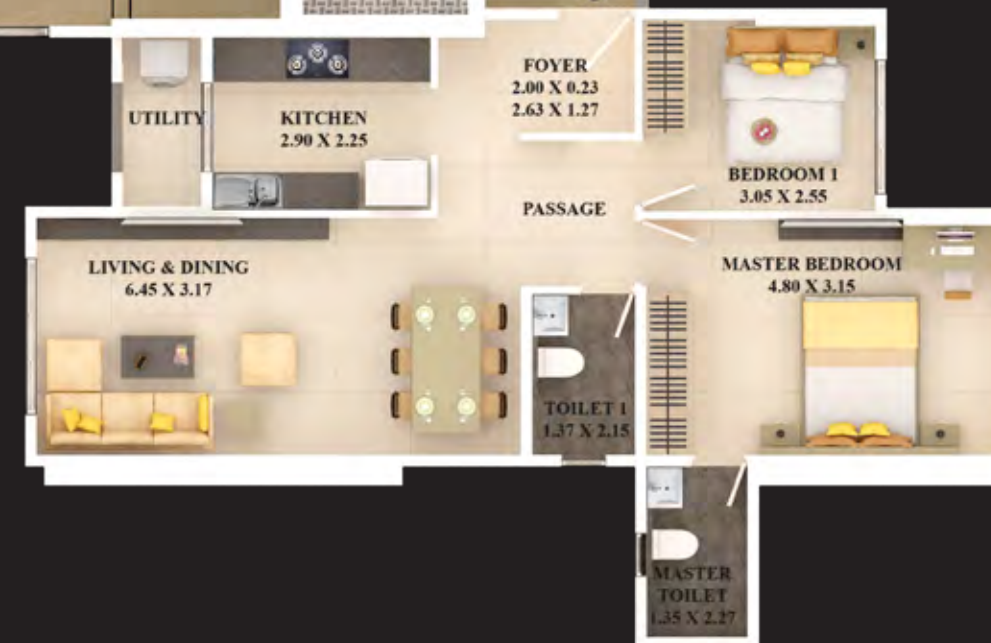 FOYER
2.00 X 0.23
2.63 X 1.27
UTILITY
KITCHEN
2.90 X 2.25
BEDROOM 1
3.05 X 2.55
PASSAGE
LIVING & DINING
6.45 X 3.17
MASTER BEDROOM
4.80 X 3.15
TOILET 1
1.37 X 2.15
MASTER
TOILET
1.35 X 2.27